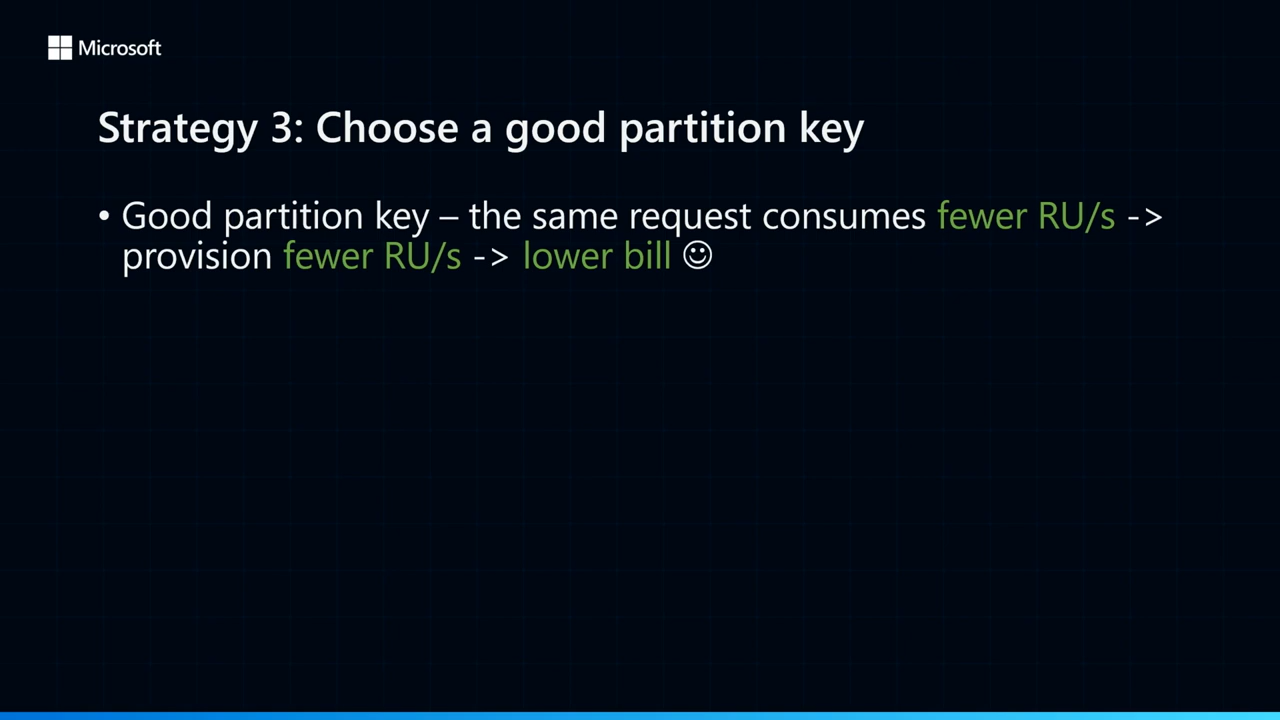 Microsoft
Strategy 3: Choose a good partition key
• Good partition key – the same request consumes fewer RU/s ->
provision fewer RU/s -> lower bill ☺